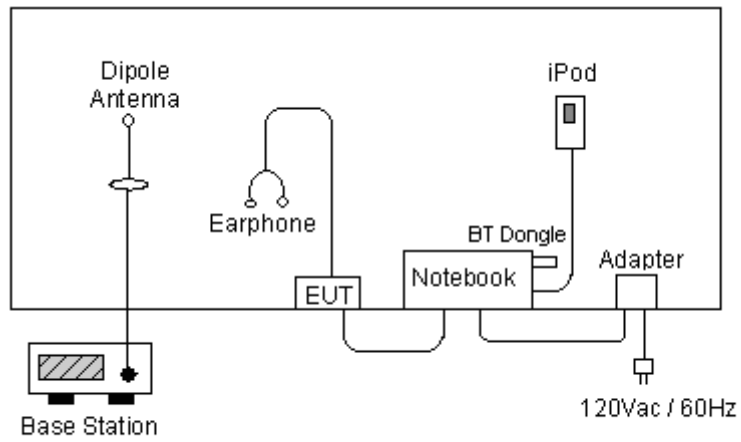 Dipole
Antenna
iPod
Earphone
BT Dongle
Notebook
Adapter
EUT
120Vac / 60Hz
Base Station